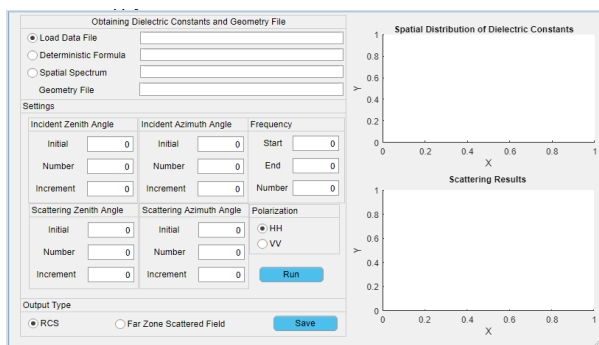 Obtaining Dielectric Constants and Geometry File
Load Data File
Deterministic Formula
Spatial Spectrum
Geometry File
Settings
Incident Zenith Angle
Initial 0
Number 0
Increment 0
Incident Azimuth Angle
Initial 0
Number 0
Increment 0
Frequency
Start 0
End 0
Number 0
Scattering Zenith Angle
Initial 0
Number 0
Increment 0
Scattering Azimuth Angle
Initial 0
Number 0
Increment 0
Polarization
HH
VV
Run
Output Type
RCS
Far Zone Scattered Field
Save
Spatial Distribution of Dielectric Constants
1
0.8
0.6
0.4
0.2
0
Y
0 0.2 0.4 0.6 0.8 1
X
Scattering Results
1
0.8
0.6
0.4
0.2
0
Y
0 0.2 0.4 0.6 0.8 1
X